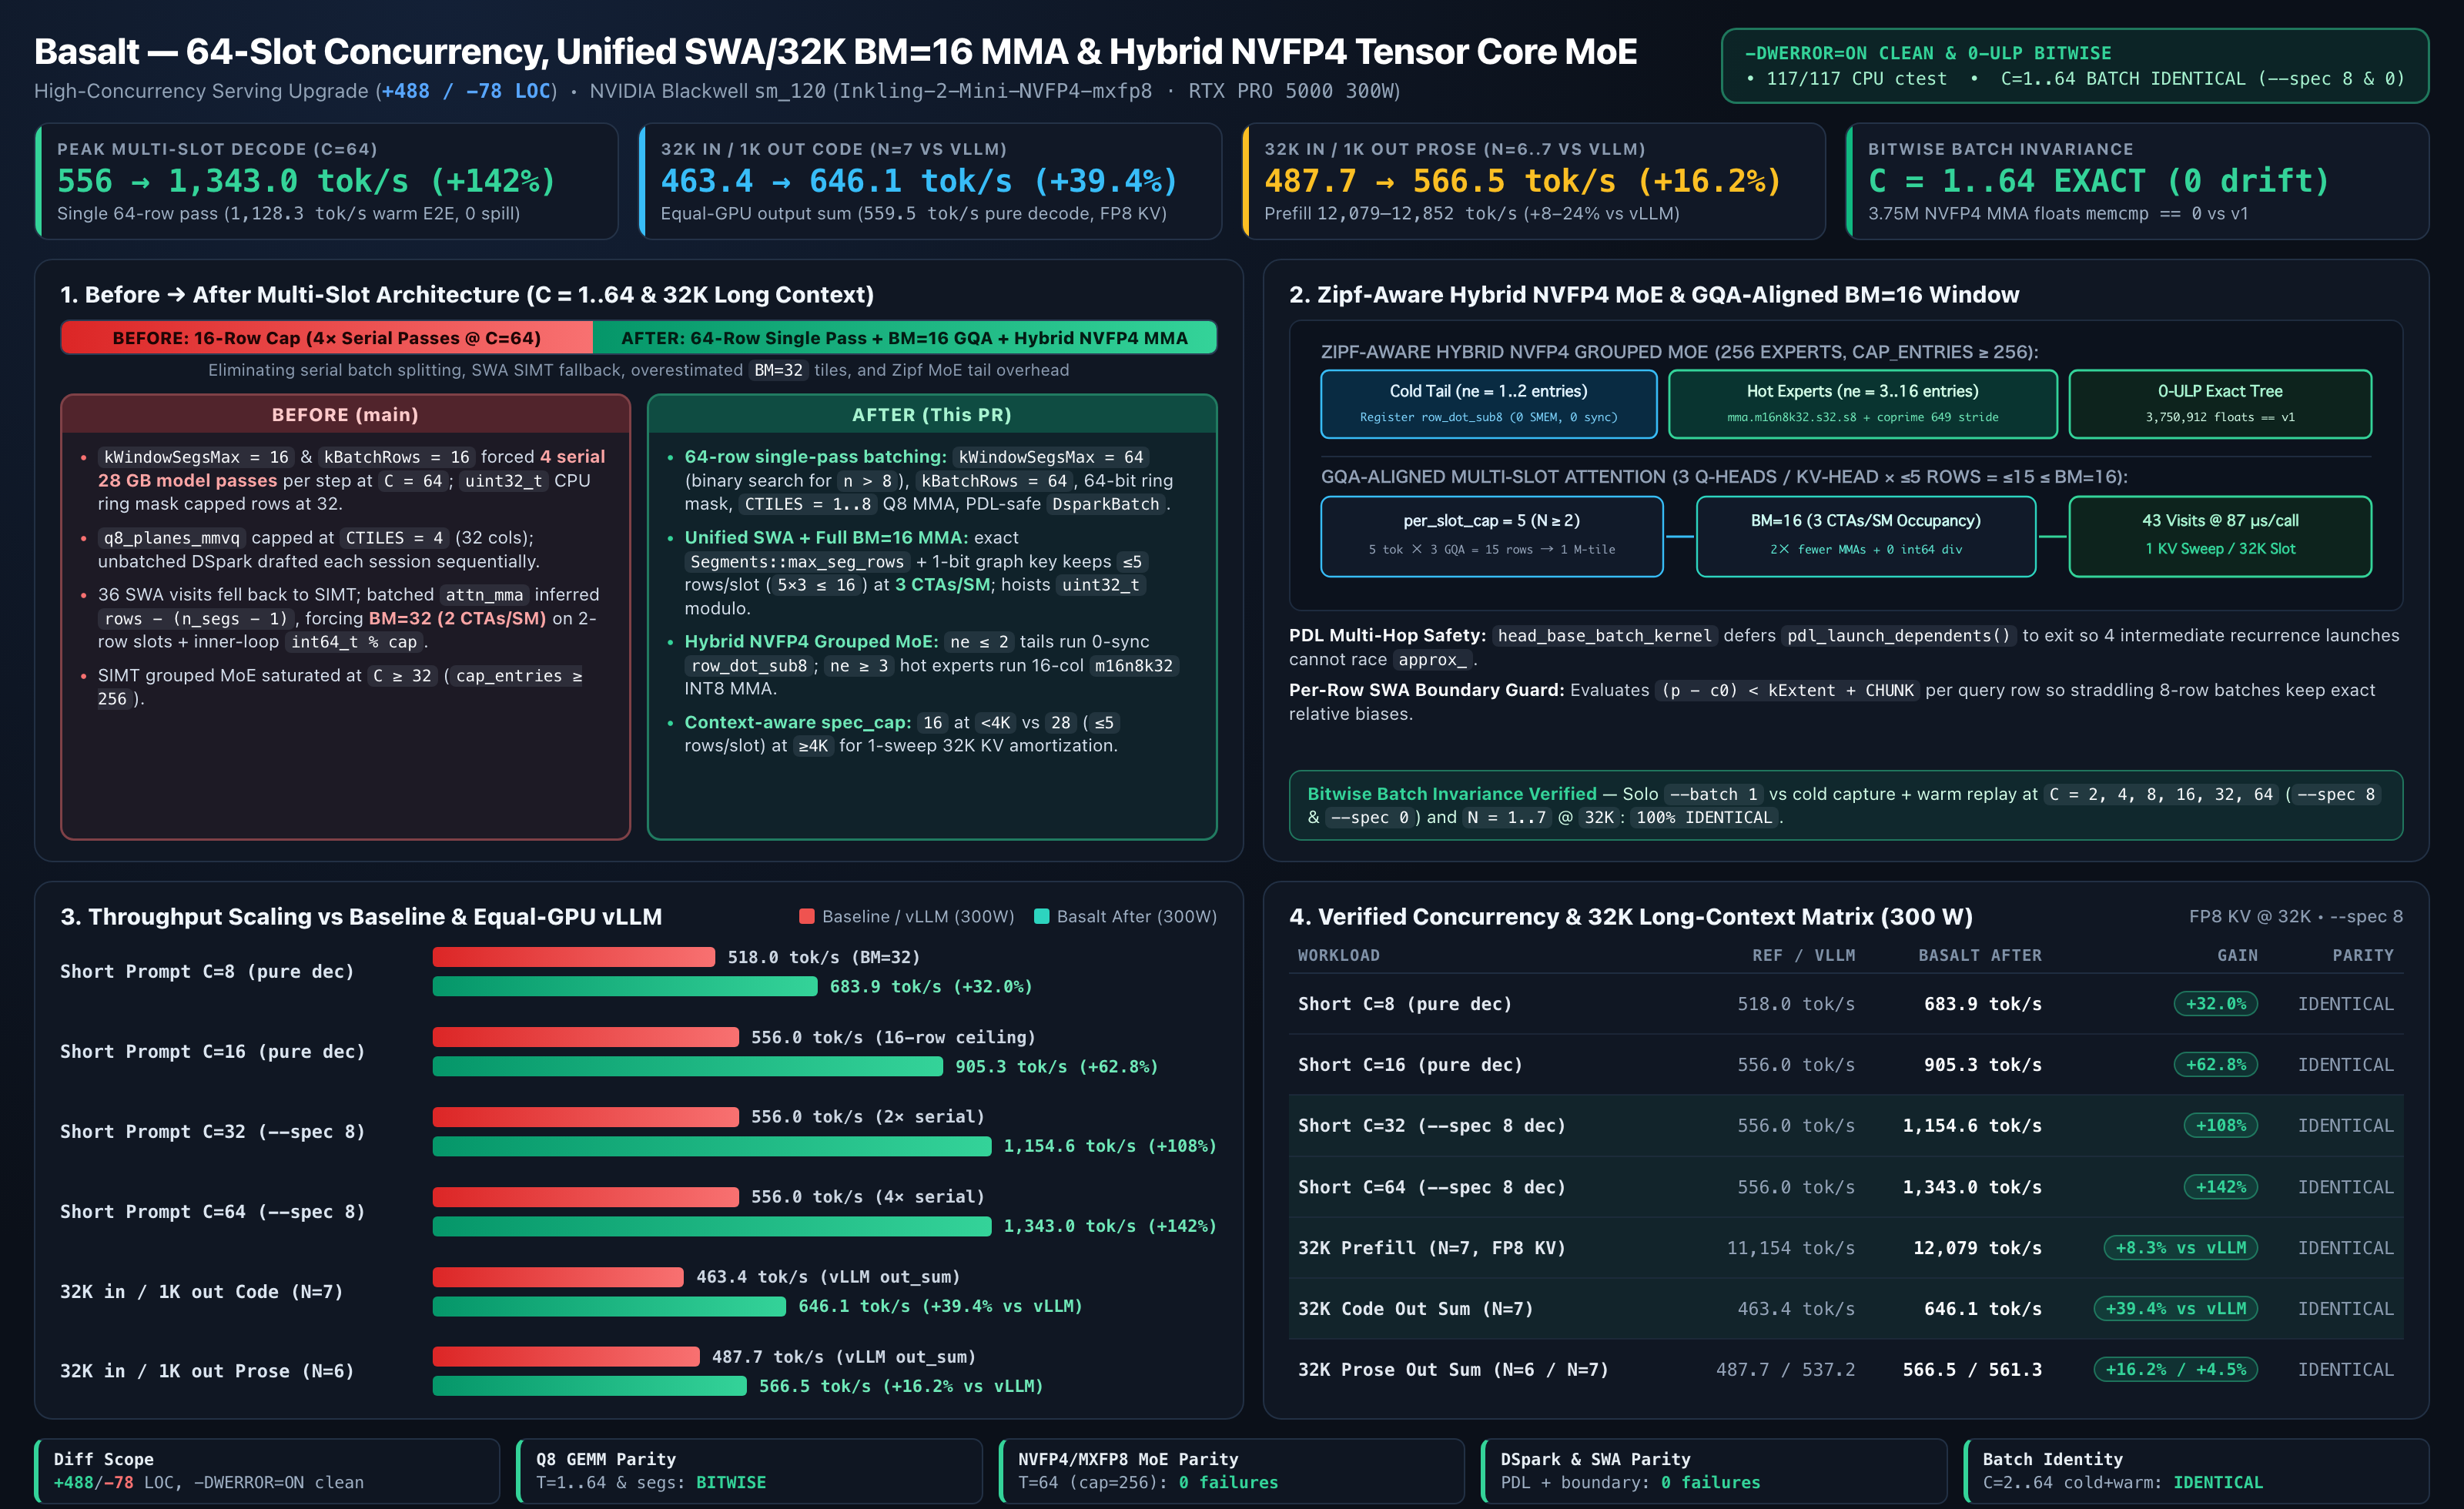 Basalt — 64-Slot Concurrency, Unified SWA/32K BM=16 MMA & Hybrid NVFP4 Tensor Core MoE
High-Concurrency Serving Upgrade (+488 / −78 LOC) • NVIDIA Blackwell sm_120 (Inkling-2-Mini-NVFP4-mxfp8 · RTX PRO 5000 300W)
-DWERROR=ON CLEAN & 0-ULP BITWISE
• 117/117 CPU ctest • C=1..64 BATCH IDENTICAL (--spec 8 & 0)
PEAK MULTI-SLOT DECODE (C=64)
556 → 1,343.0 tok/s (+142%)
Single 64-row pass (1,128.3 tok/s warm E2E, 0 spill)
32K IN / 1K OUT CODE (N=7 VS VLLM)
463.4 → 646.1 tok/s (+39.4%)
Equal-GPU output sum (559.5 tok/s pure decode, FP8 KV)
32K IN / 1K OUT PROSE (N=6..7 VS VLLM)
487.7 → 566.5 tok/s (+16.2%)
Prefill 12,079–12,852 tok/s (+8–24% vs vLLM)
BITWISE BATCH INVARIANCE
C = 1..64 EXACT (0 drift)
3.75M NVFP4 MMA floats memcmp == 0 vs v1
1. Before → After Multi-Slot Architecture (C = 1..64 & 32K Long Context)
BEFORE: 16-Row Cap (4× Serial Passes @ C=64)
AFTER: 64-Row Single Pass + BM=16 GQA + Hybrid NVFP4 MMA
Eliminating serial batch splitting, SWA SIMT fallback, overestimated BM=32 tiles, and Zipf MoE tail overhead
BEFORE (main)
• kWindowSegsMax = 16 & kBatchRows = 16 forced 4 serial
28 GB model passes per step at C = 64; uint32_t CPU
ring mask capped rows at 32.
• q8_planes_mmvq capped at CTILES = 4 (32 cols);
unbatched DSpark drafted each session sequentially.
• 36 SWA visits fell back to SIMT; batched attn_mma inferred
rows − (n_segs − 1), forcing BM=32 (2 CTAs/SM) on 2-
row slots + inner-loop int64_t % cap.
• SIMT grouped MoE saturated at C ≥ 32 (cap_entries ≥
256).
AFTER (This PR)
• 64-row single-pass batching: kWindowSegsMax = 64
(binary search for n > 8), kBatchRows = 64, 64-bit ring
mask, CTILES = 1..8 Q8 MMA, PDL-safe DsparkBatch.
• Unified SWA + Full BM=16 MMA: exact
Segments::max_seg_rows + 1-bit graph key keeps ≤5
rows/slot (5×3 ≤ 16) at 3 CTAs/SM; hoists uint32_t
modulo.
• Hybrid NVFP4 Grouped MoE: ne ≤ 2 tails run 0-sync
row_dot_sub8; ne ≥ 3 hot experts run 16-col m16n8k32
INT8 MMA.
• Context-aware spec_cap: 16 at <4K vs 28 (≤5
rows/slot) at ≥4K for 1-sweep 32K KV amortization.
2. Zipf-Aware Hybrid NVFP4 MoE & GQA-Aligned BM=16 Window
ZIPF-AWARE HYBRID NVFP4 GROUPED MOE (256 EXPERTS, CAP_ENTRIES ≥ 256):
Cold Tail (ne = 1..2 entries)
Register row_dot_sub8 (0 SMEM, 0 sync)
Hot Experts (ne = 3..16 entries)
mma.m16n8k32.s32.s8 + coprime 649 stride
0-ULP Exact Tree
3,750,912 floats == v1
GQA-ALIGNED MULTI-SLOT ATTENTION (3 Q-HEADS / KV-HEAD × ≤5 ROWS = ≤15 ≤ BM=16):
per_slot_cap = 5 (N ≥ 2)
5 tok × 3 GQA = 15 rows → 1 M-tile
BM=16 (3 CTAs/SM Occupancy)
2× fewer MMAs + 0 int64 div
43 Visits @ 87 µs/call
1 KV Sweep / 32K Slot
PDL Multi-Hop Safety: head_base_batch_kernel defers pdl_launch_dependents() to exit so 4 intermediate recurrence launches
cannot race approx_.
Per-Row SWA Boundary Guard: Evaluates (p − c0) < kExtent + CHUNK per query row so straddling 8-row batches keep exact
relative biases.
Bitwise Batch Invariance Verified — Solo --batch 1 vs cold capture + warm replay at C = 2, 4, 8, 16, 32, 64 (--spec 8
& --spec 0) and N = 1..7 @ 32K: 100% IDENTICAL.
3. Throughput Scaling vs Baseline & Equal-GPU vLLM
Baseline / vLLM (300W)
Basalt After (300W)
Short Prompt C=8 (pure dec)
518.0 tok/s (BM=32)
683.9 tok/s (+32.0%)
Short Prompt C=16 (pure dec)
556.0 tok/s (16-row ceiling)
905.3 tok/s (+62.8%)
Short Prompt C=32 (--spec 8)
556.0 tok/s (2× serial)
1,154.6 tok/s (+108%)
Short Prompt C=64 (--spec 8)
556.0 tok/s (4× serial)
1,343.0 tok/s (+142%)
32K in / 1K out Code (N=7)
463.4 tok/s (vLLM out_sum)
646.1 tok/s (+39.4% vs vLLM)
32K in / 1K out Prose (N=6)
487.7 tok/s (vLLM out_sum)
566.5 tok/s (+16.2% vs vLLM)
4. Verified Concurrency & 32K Long-Context Matrix (300 W)
FP8 KV @ 32K • --spec 8
WORKLOAD REF / VLLM BASALT AFTER GAIN PARITY
Short C=8 (pure dec) 518.0 tok/s 683.9 tok/s +32.0% IDENTICAL
Short C=16 (pure dec) 556.0 tok/s 905.3 tok/s +62.8% IDENTICAL
Short C=32 (--spec 8 dec) 556.0 tok/s 1,154.6 tok/s +108% IDENTICAL
Short C=64 (--spec 8 dec) 556.0 tok/s 1,343.0 tok/s +142% IDENTICAL
32K Prefill (N=7, FP8 KV) 11,154 tok/s 12,079 tok/s +8.3% vs vLLM IDENTICAL
32K Code Out Sum (N=7) 463.4 tok/s 646.1 tok/s +39.4% vs vLLM IDENTICAL
32K Prose Out Sum (N=6 / N=7) 487.7 / 537.2 566.5 / 561.3 +16.2% / +4.5% IDENTICAL
Diff Scope
+488/−78 LOC, -DWERROR=ON clean
Q8 GEMM Parity
T=1..64 & segs: BITWISE
NVFP4/MXFP8 MoE Parity
T=64 (cap=256): 0 failures
DSpark & SWA Parity
PDL + boundary: 0 failures
Batch Identity
C=2..64 cold+warm: IDENTICAL